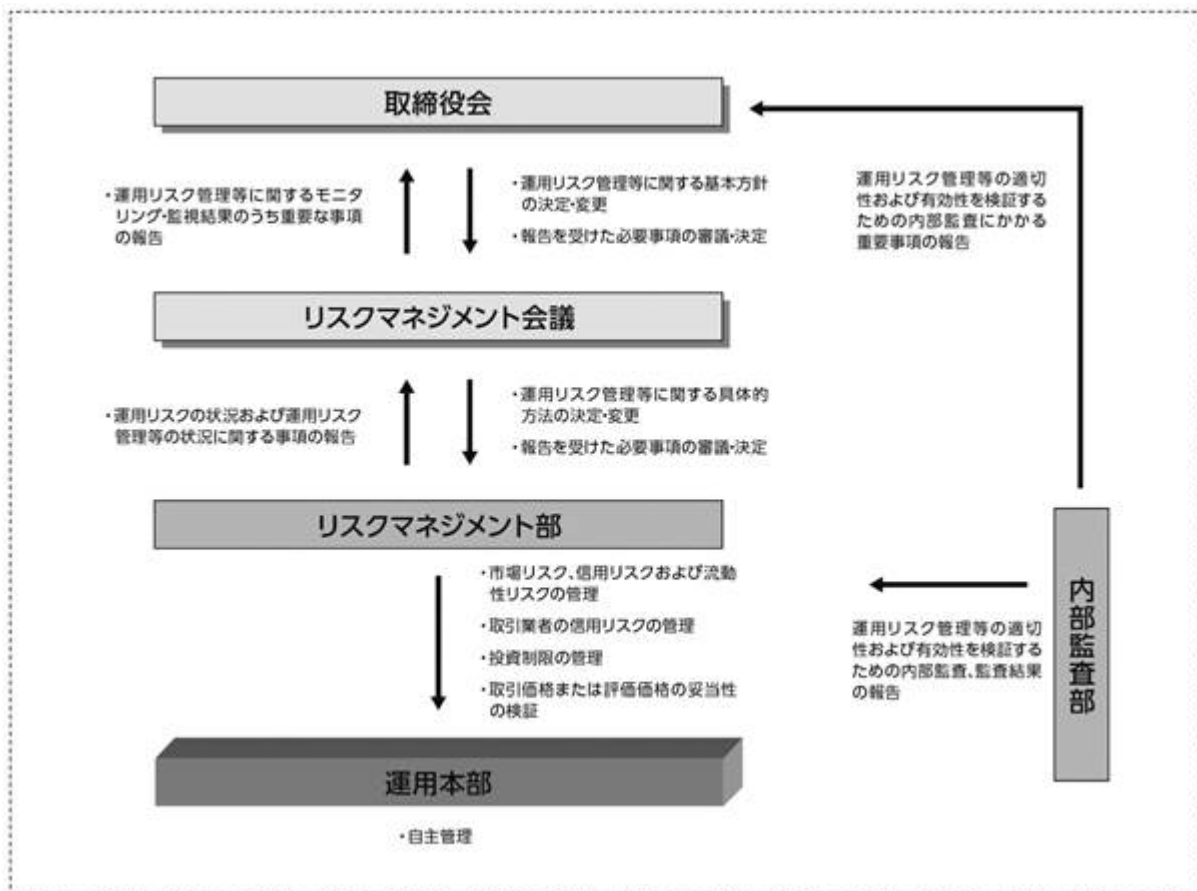 取締役会
・運用リスク管理等に関するモニタ
リング・監視結果のうち重要な事項
の報告
・運用リスク管理等に関する基本方針
の決定・変更
・報告を受けた必要事項の審議・決定
運用リスク管理等の適切
性および有効性を検証する
ための内部監査にかかる
重要事項の報告
リスクマネジメント会議
・運用リスクの状況および運用リスク
管理等の状況に関する事項の報告
・運用リスク管理等に関する具体的
方法の決定・変更
・報告を受けた必要事項の審議・決定
リスクマネジメント部
・市場リスク、信用リスクおよび流動
性リスクの管理
・取引業者の信用リスクの管理
・投資制限の管理
・取引価格または評価価格の妥当性
の検証
運用リスク管理等の適切
性および有効性を検証する
ための内部監査、監査結果
の報告
内部監査部
運用本部
・自主管理